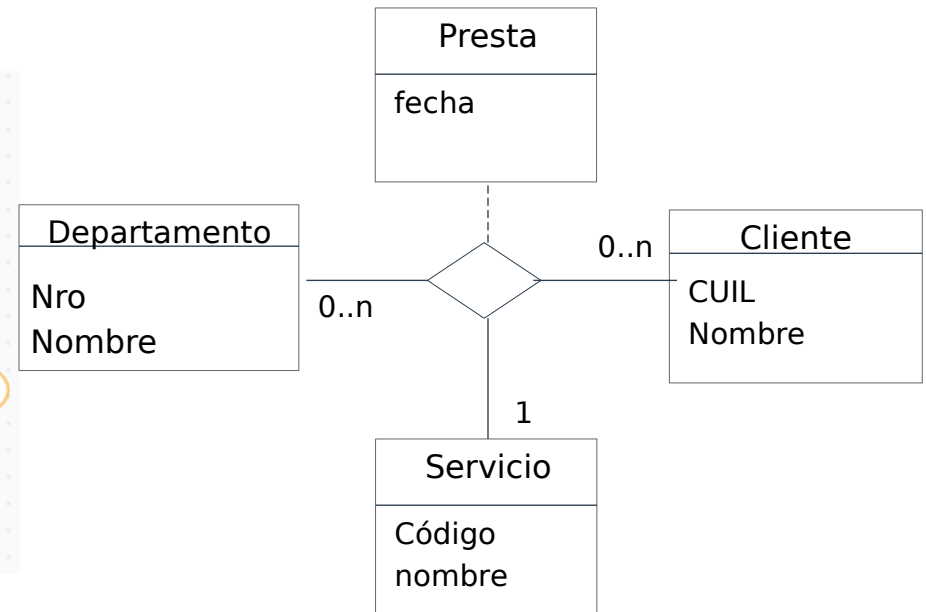 Presta
fecha
Departamento
Nro
Nombre
0..n
0..n
Cliente
CUIL
Nombre
1
Servicio
Código
nombre